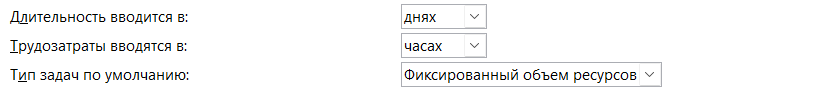 Длительность вводится в: днях
Трудозатраты вводятся в: часах
Тип задач по умолчанию: Фиксированный объем ресурсов